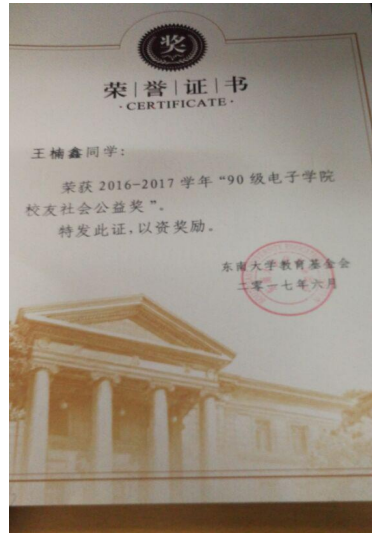 奖
荣誉证书
·CERTIFICATE·
王楠鑫同学:
荣获 2016-2017 学年“90 级电子学院
校友社会公益奖”。
特发此证,以资奖励。
东南大学教育基金会
二零一七年六月